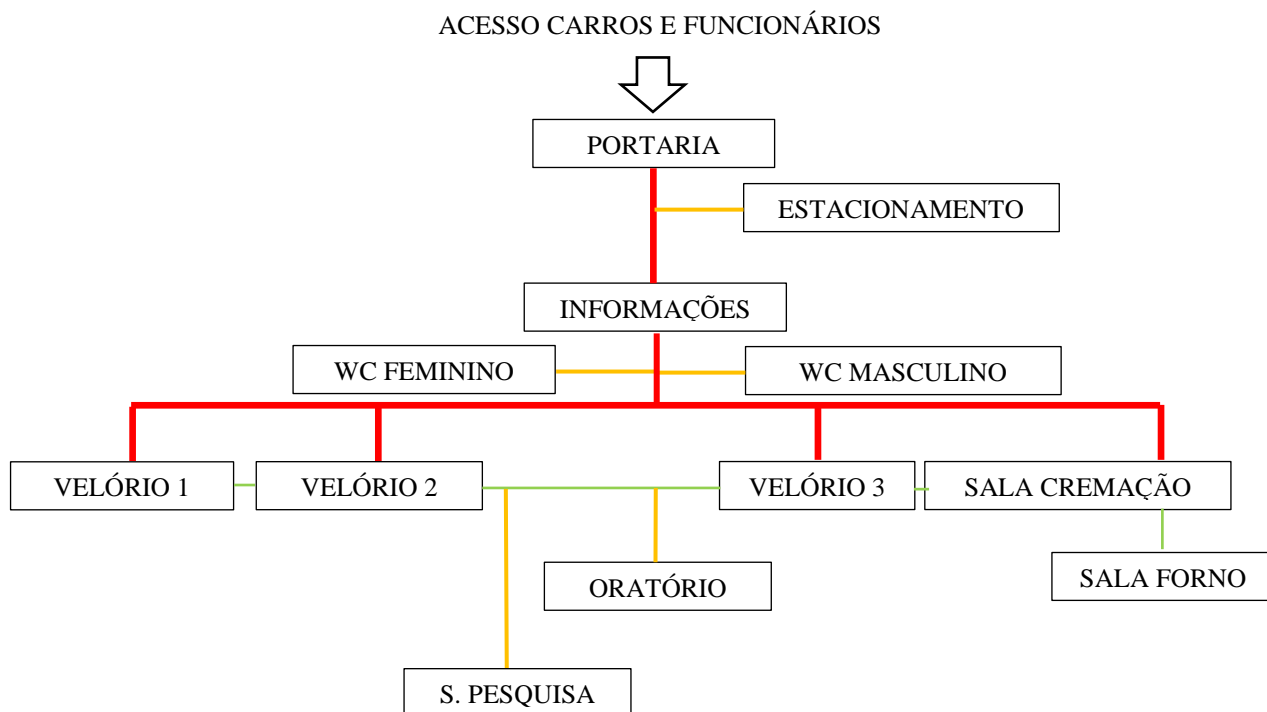 ACESSO CARROS E FUNCIONÁRIOS
PORTARIA
ESTACIONAMENTO
INFORMAÇÕES
WC FEMININO
WC MASCULINO
VELÓRIO 1
VELÓRIO 2
VELÓRIO 3
SALA CREMAÇÃO
ORATÓRIO
SALA FORNO
S. PESQUISA